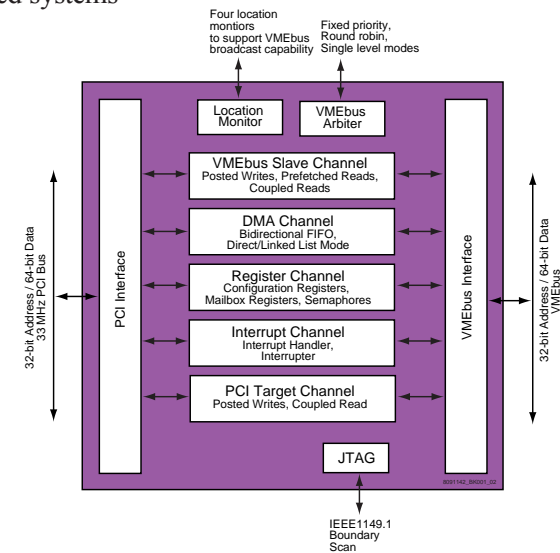 ed systems
Four location
montiors
to support VMEbus
broadcast capability
Fixed priority,
Round robin,
Single level modes
Location
Monitor
VMEbus
Arbiter
VMEbus Slave Channel
Posted Writes, Prefetched Reads,
Coupled Reads
DMA Channel
Bidirectional FIFO,
Direct/Linked List Mode
Register Channel
Configuration Registers,
Mailbox Registers, Semaphores
Interrupt Channel
Interrupt Handler,
Interrupter
PCI Target Channel
Posted Writes, Coupled Read
32-bit Address / 64-bit Data
33 MHz PCI Bus
PCI Interface
VMEbus Interface
32-bit Address / 64-bit Data
VMEbus
JTAG
IEEE1149.1
Boundary
Scan